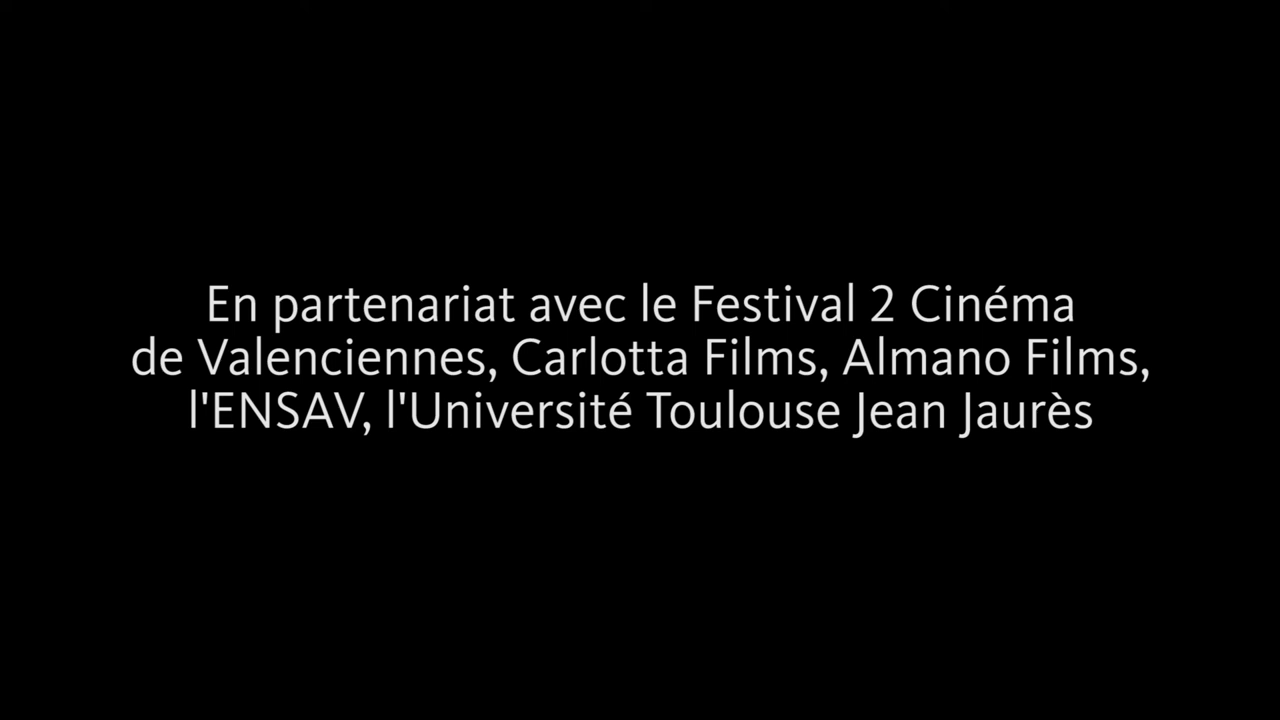 En partenariat avec le Festival 2 Cinéma
de Valenciennes, Carlotta Films, Almano Films,
l'ENSAV, l'Université Toulouse Jean Jaurès